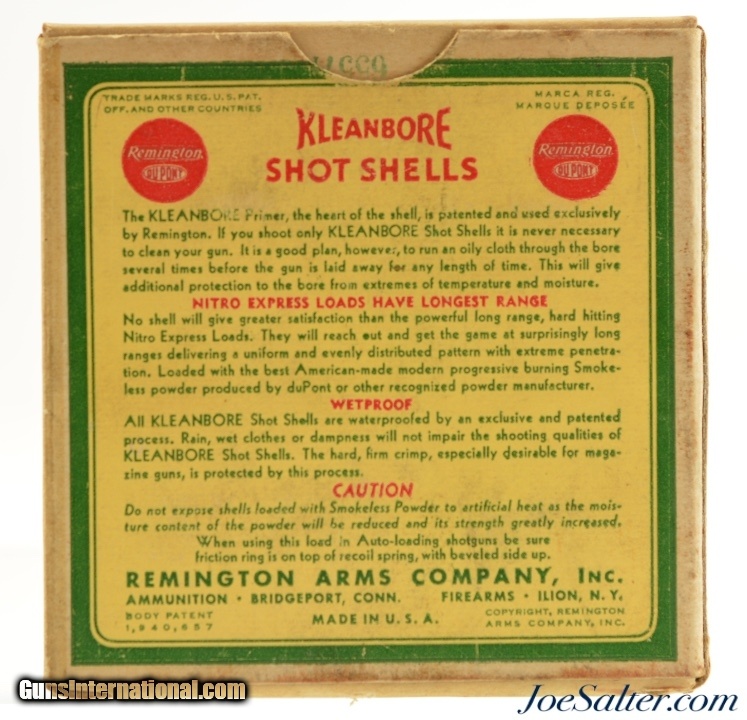 TRADE MARKS REG. U.S. PAT.
OFF. AND OTHER COUNTRIES
MARCA REG.
MARQUE DEPOSÉE
KLEANBORE
SHOT SHELLS
Remington
DU PONT
Remington
DU PONT
The KLEANBORE Primer, the heart of the shell, is patented and used exclusively
by Remington. If you shoot only KLEANBORE Shot Shells it is never necessary
to clean your gun. It is a good plan, however, to run an oily cloth through the bore
several times before the gun is laid away for any length of time. This will give
additional protection to the bore from extremes of temperature and moisture.
NITRO EXPRESS LOADS HAVE LONGEST RANGE
No shell will give greater satisfaction than the powerful long range, hard hitting
Nitro Express Loads. They will reach out and get the game at surprisingly long
ranges delivering a uniform and evenly distributed pattern with extreme penetra-
tion. Loaded with the best American-made modern progressive burning Smoke-
less powder produced by duPont or other recognized powder manufacturer.
WETPROOF
All KLEANBORE Shot Shells are waterproofed by an exclusive and patented
process. Rain, wet clothes or dampness will not impair the shooting qualities of
KLEANBORE Shot Shells. The hard, firm crimp, especially desirable for maga-
zine guns, is protected by this process.
CAUTION
Do not expose shells loaded with Smokeless Powder to artificial heat as the mois-
ture content of the powder will be reduced and its strength greatly increased.
When using this load in Auto-loading shotguns be sure
friction ring is on top of recoil spring, with beveled side up.
REMINGTON ARMS COMPANY, Inc.
AMMUNITION · BRIDGEPORT, CONN. FIREARMS · ILION, N.Y.
BODY PATENT
1,940,657
MADE IN U.S.A.
COPYRIGHT, REMINGTON
ARMS COMPANY, INC.
GunsInternational.com
JoeSalter.com